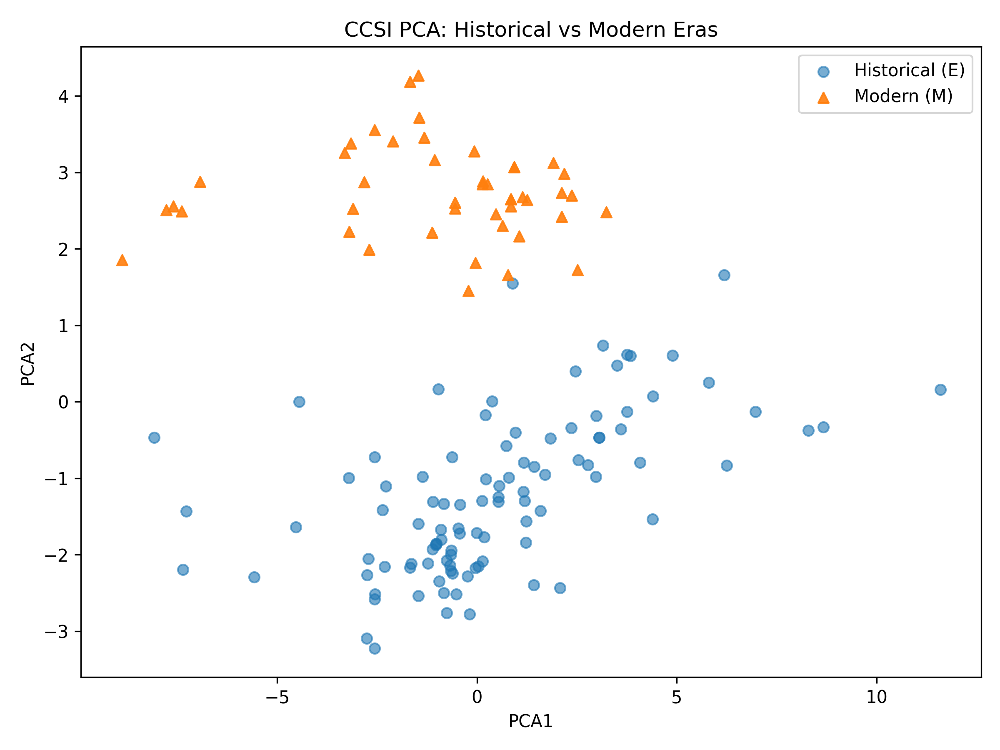 CCSI PCA: Historical vs Modern Eras
Historical (E)
Modern (M)
4
3
2
1
0
−1
−2
−3
PCA2
−5
0
5
10
PCA1